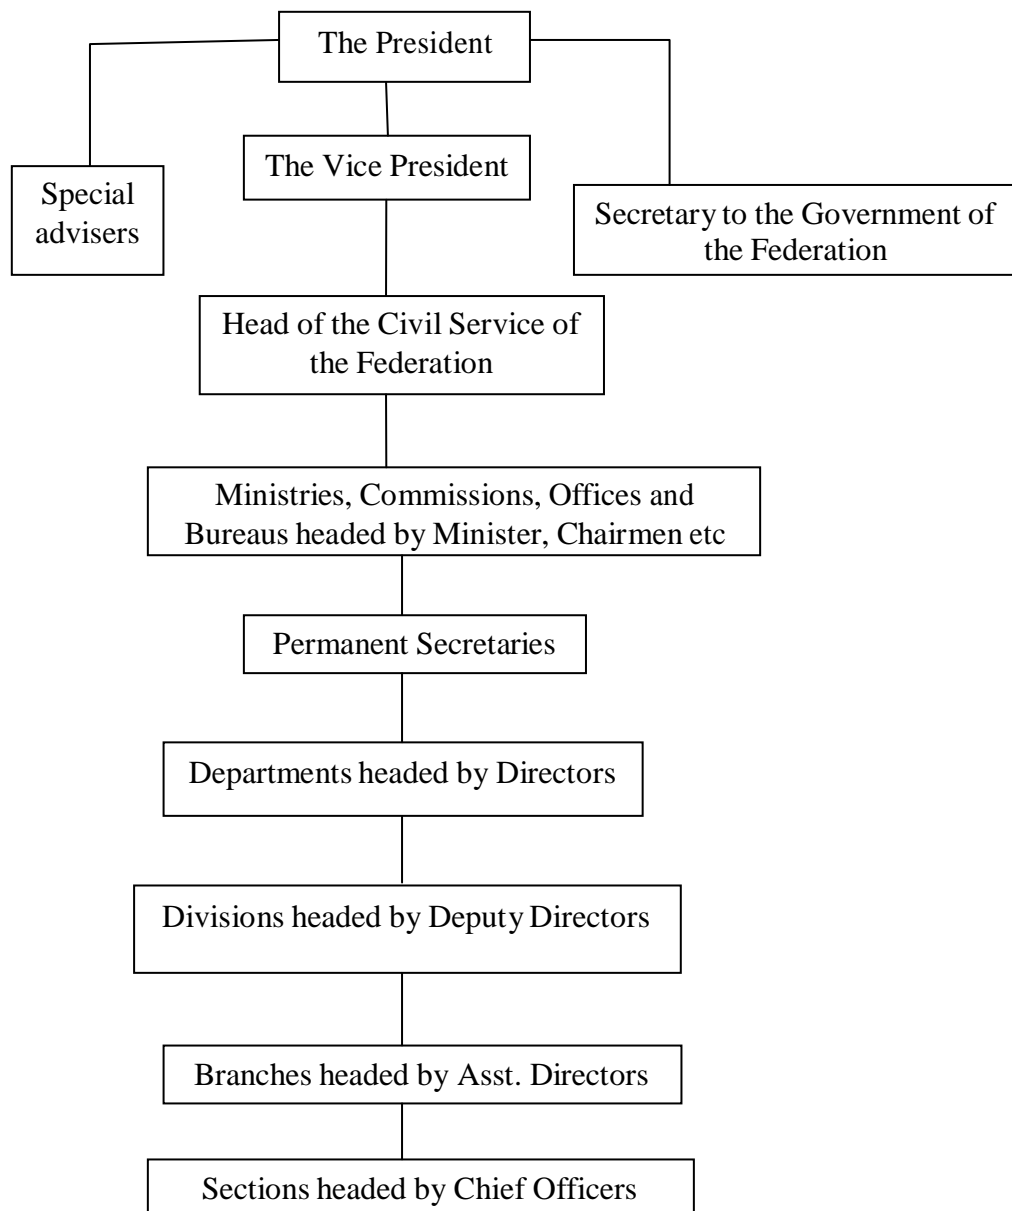 The President
The Vice President
Special
advisers
Secretary to the Government of
the Federation
Head of the Civil Service of
the Federation
Ministries, Commissions, Offices and
Bureaus headed by Minister, Chairmen etc
Permanent Secretaries
Departments headed by Directors
Divisions headed by Deputy Directors
Branches headed by Asst. Directors
Sections headed by Chief Officers